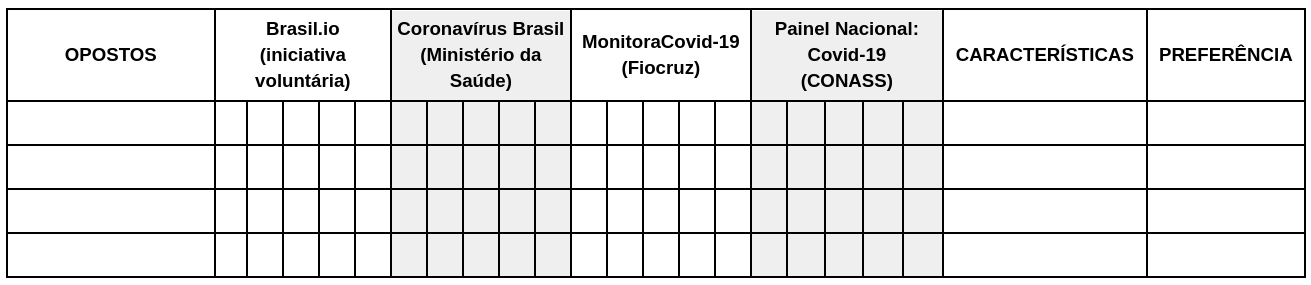 OPOSTOS
Brasil.io
(iniciativa
voluntária)
Coronavírus Brasil
(Ministério da
Saúde)
MonitoraCovid-19
(Fiocruz)
Painel Nacional:
Covid-19
(CONASS)
CARACTERÍSTICAS
PREFERÊNCIA